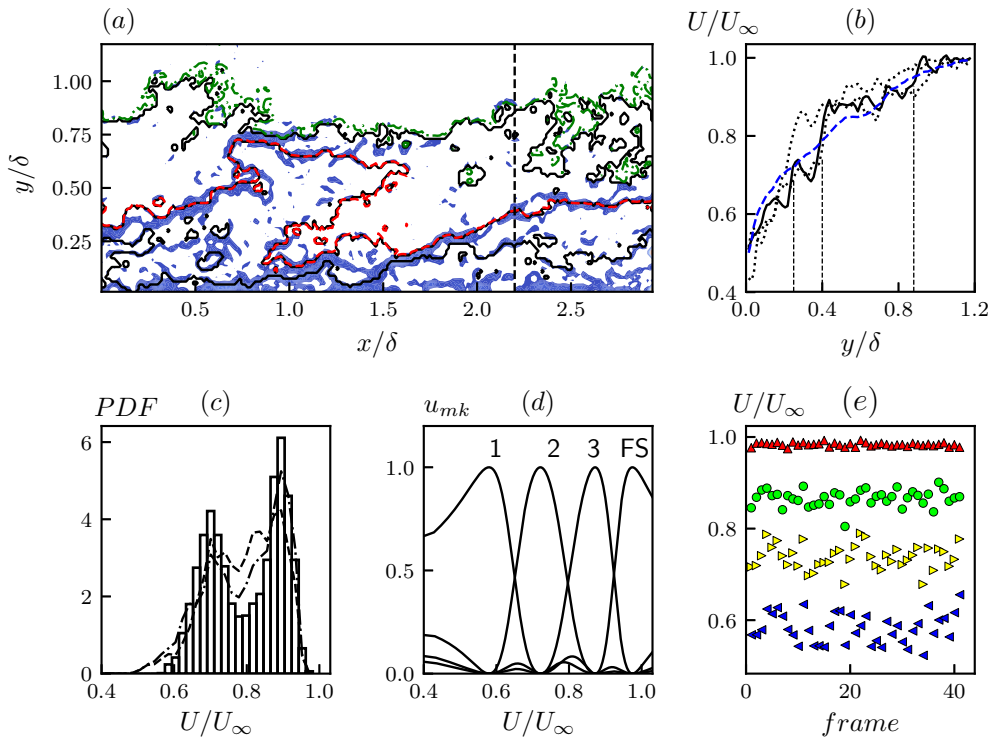 (a)
y/δ
1.00
0.75
0.50
0.25
0.5 1.0 1.5 2.0 2.5
x/δ
U/U∞ (b)
1.0
0.8
0.6
0.4
0.0 0.4 0.8 1.2
y/δ
PDF (c)
6
4
2
0
0.4 0.6 0.8 1.0
U/U∞
u_mk (d)
1 2 3 FS
1.0
0.5
0.0
0.4 0.6 0.8 1.0
U/U∞
U/U∞ (e)
1.0
0.8
0.6
0 20 40
frame